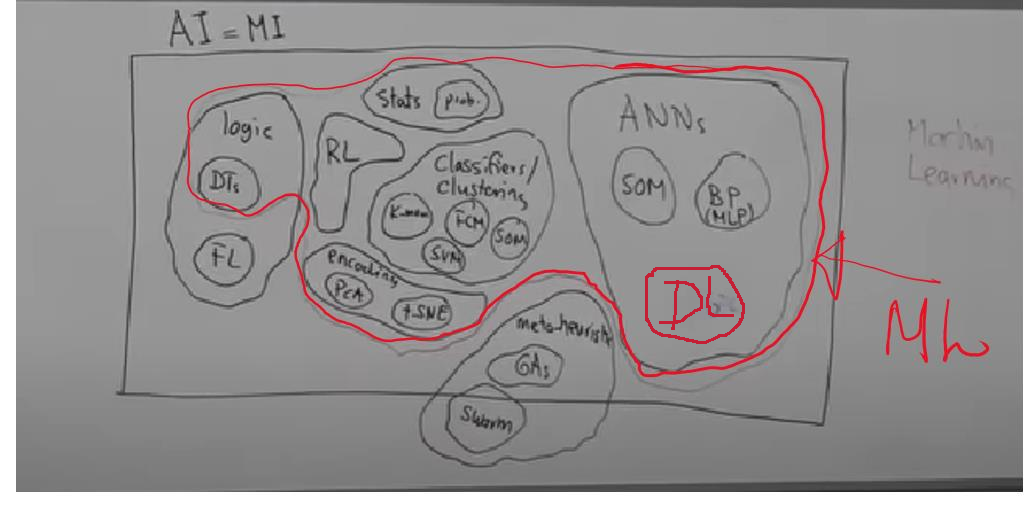 AI = MI
Stats
Prob.
logic
DTs
FL
RL
Classifiers/
clustering
K-mean
FCM
SOM
SVM
encoding
PCA
t-SNE
meta-heuristic
GAs
Swarm
ANNs
SOM
BP
(MLP)
DL
Machin
Learning
ML